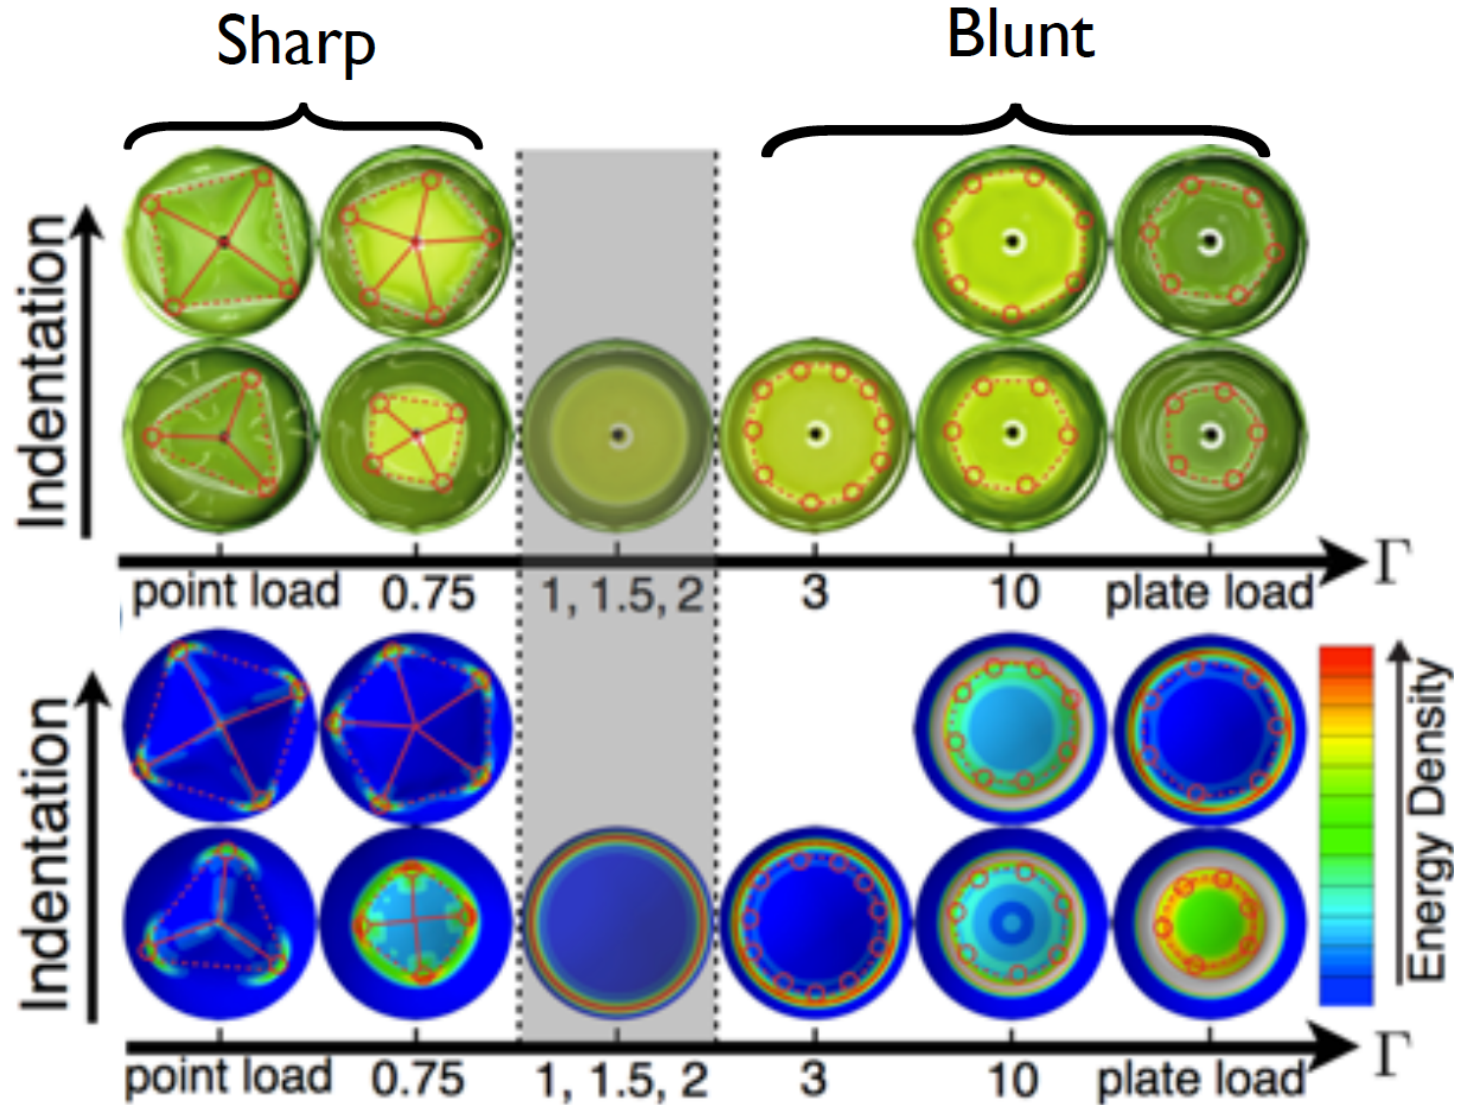 Sharp
Blunt
Indentation
point load 0.75 1, 1.5, 2 3 10 plate load Γ
Indentation
Energy Density
point load 0.75 1, 1.5, 2 3 10 plate load Γ